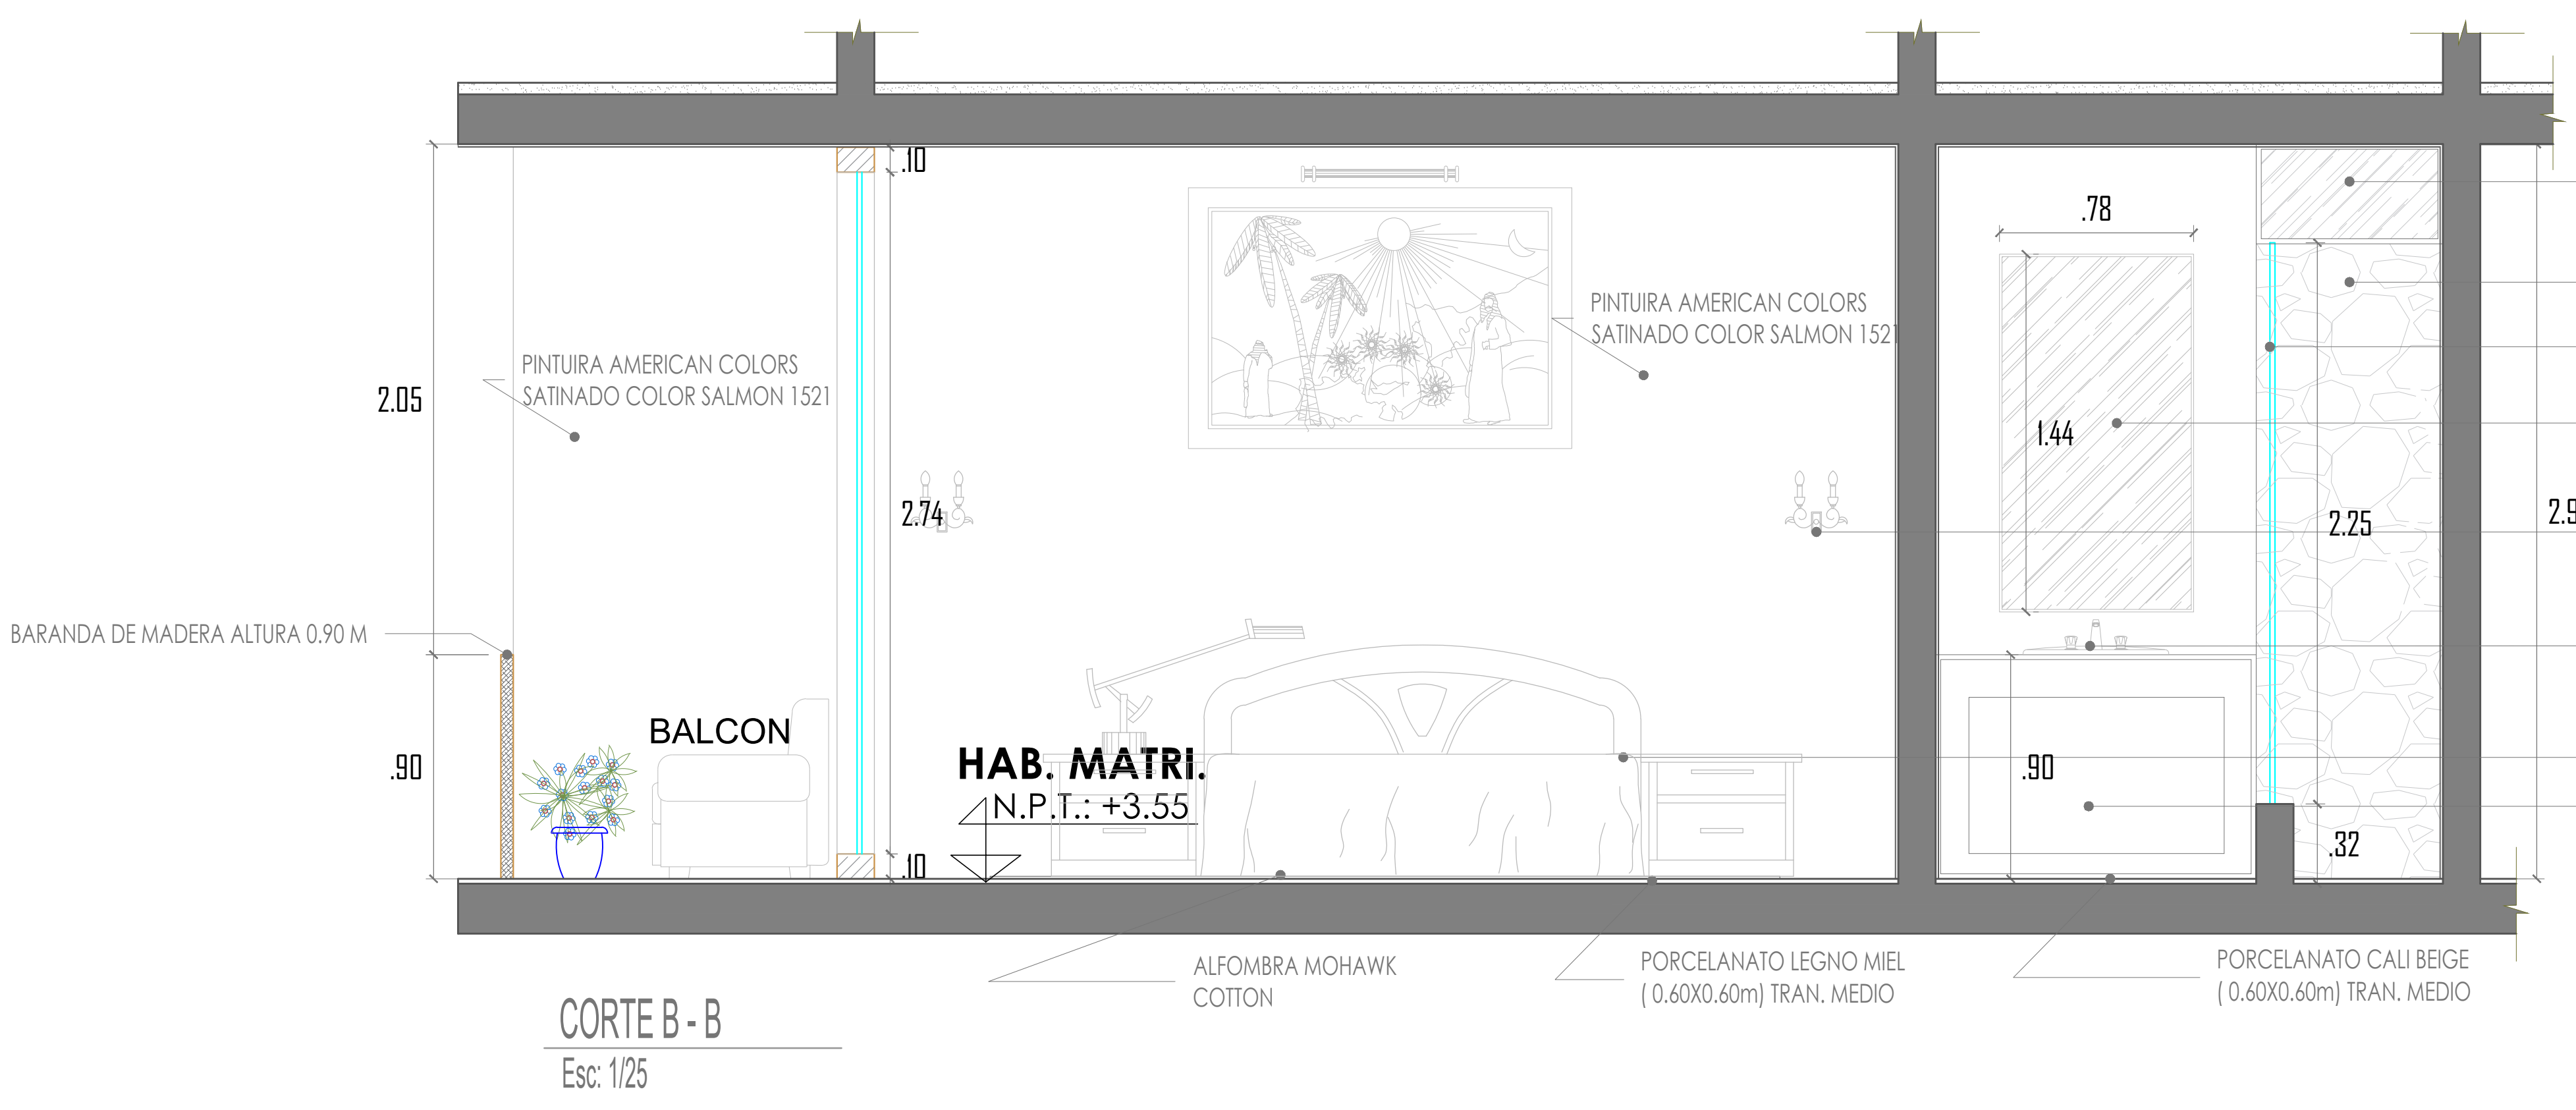 .10
.78
PINTUIRA AMERICAN COLORS
SATINADO COLOR SALMON 1521
PINTUIRA AMERICAN COLORS
SATINADO COLOR SALMON 1521
2.05
1.44
2.74
2.25
2.9
BARANDA DE MADERA ALTURA 0.90 M
BALCON
.90
HAB. MATRI.
N.P.T.: +3.55
.90
.10
.32
ALFOMBRA MOHAWK
COTTON
PORCELANATO LEGNO MIEL
( 0.60X0.60m) TRAN. MEDIO
PORCELANATO CALI BEIGE
( 0.60X0.60m) TRAN. MEDIO
CORTE B - B
Esc: 1/25